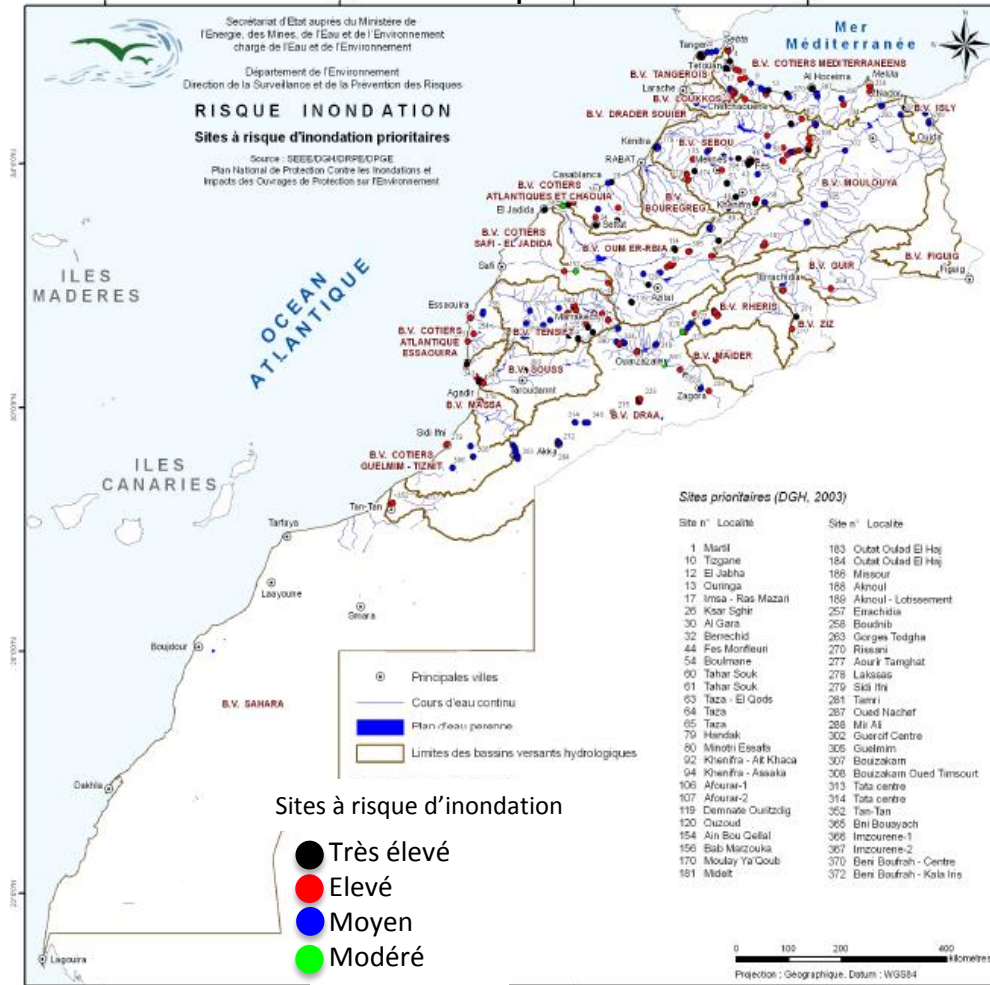 Secrétariat d'Etat auprès du Ministère de
l'Energie, des Mines, de l'Eau et de l'Environnement
chargé de l'Eau et de l'Environnement
Département de l'Environnement
Direction de la Surveillance et de la Prévention des Risques
RISQUE INONDATION
Sites à risque d'inondation prioritaires
Source : SEEE/DGH/DRPE/DPGE
Plan National de Protection Contre les Inondations et
Impacts des Ouvrages de Protection sur l'Environnement
Mer
Méditerranée
N
Sebta
Tanger
Tetouan
B.V. COTIERS MEDITERRANEENS
B.V. TANGEROIS
Al Hoceima
Melilla
Larache
Nador
B.V. LOUKKOS
Chefchaouene
B.V. ISLY
B.V. DRADER SOUIER
Oujda
Kénitra
B.V. SEBOU
RABAT
Meknès
Fes
Casablanca
B.V. MOULOUYA
B.V. COTIERS
ATLANTIQUES ET CHAOUIA
B.V.
BOUREGREG
Khenifra
El Jadida
Settat
B.V. COTIERS
SAFI - EL JADIDA
B.V. OUM ER-RBIA
B.V. FIGUIG
Safi
B.V. GUIR
Figuig
Errachidia
Azilal
ILES
MADERES
OCEAN
ATLANTIQUE
Essaouira
Marrakech
B.V. RHERIS
B.V. TENSIFT
B.V. ZIZ
B.V. COTIERS
ATLANTIQUE
ESSAOUIRA
Ouarzazate
B.V. MAIDER
B.V. SOUSS
Taroudannt
Zagora
Agadir
B.V. MASSA
B.V. DRAA
Sidi Ifni
Akka
B.V. COTIERS
GUELMIM - TIZNIT
ILES
CANARIES
Tan-Tan
Tarfaya
Laayoune
Smara
Boujdour
B.V. SAHARA
Dakhla
Lagouira
Principales villes
Cours d'eau continu
Plan d'eau perenne
Limites des bassins versants hydrologiques
Sites à risque d'inondation
Très élevé
Elevé
Moyen
Modéré
Sites prioritaires (DGH, 2003)
Site n° Localité
1 Martil
10 Tizgane
12 El Jabha
13 Ouringa
17 Imsa - Ras Mazari
26 Ksar Sghir
30 Al Gara
32 Berrechid
44 Fes Monfleuri
54 Boulmane
60 Tahar Souk
61 Tahar Souk
63 Taza - El Qods
64 Taza
65 Taza
79 Handak
80 Minotri Essafa
92 Khenifra - Ait Khaca
94 Khenifra - Assaka
106 Afourar-1
107 Afourar-2
119 Demnate Ouritzdig
120 Ouzoud
154 Ain Bou Qellal
156 Bab Marzouka
170 Moulay Ya'Qoub
181 Midelt
Site n° Localité
183 Outat Oulad El Haj
184 Outat Oulad El Haj
186 Missour
188 Aknoul
189 Aknoul - Lotissement
257 Errachidia
258 Boudnib
263 Gorges Todgha
270 Rissani
277 Aourir Tamghat
278 Lakssas
279 Sidi Ifni
281 Tamri
287 Oued Nachef
288 Mir Ali
302 Guercif Centre
305 Guelmim
307 Bouizakarn
308 Bouizakarn Oued Timsourt
313 Tata centre
314 Tata centre
352 Tan-Tan
365 Bni Bouayach
366 Imzourene-1
367 Imzourene-2
370 Beni Boufrah - Centre
372 Beni Boufrah - Kala Iris
0 100 200 400
kilomètres
Projection : Géographique, Datum : WGS84